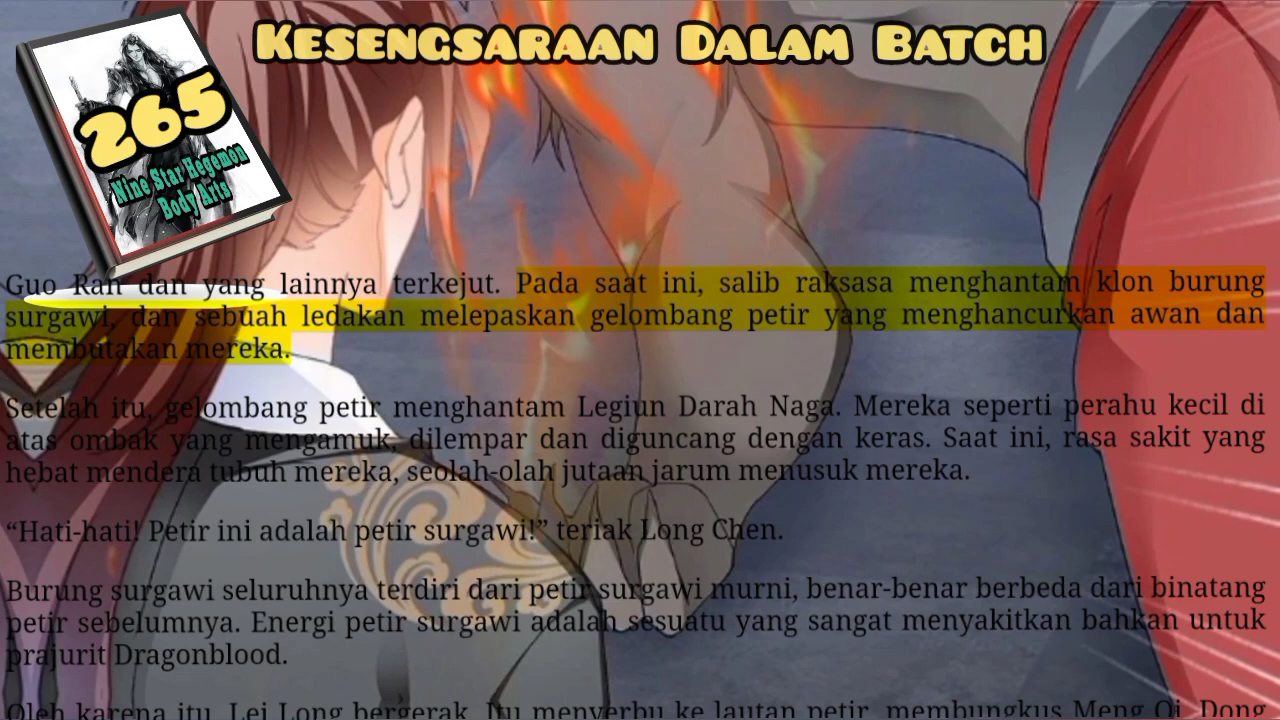 Kesengsaraan Dalam Batch
265
Nine Star Hegemon
Body Arts
Guo Ran dan yang lainnya terkejut. Pada saat ini, salib raksasa menghantam klon burung
surgawi, dan sebuah ledakan melepaskan gelombang petir yang menghancurkan awan dan
membutakan mereka.
Setelah itu, gelombang petir menghantam Legiun Darah Naga. Mereka seperti perahu kecil di
atas ombak yang mengamuk, dilempar dan diguncang dengan keras. Saat ini, rasa sakit yang
hebat mendera tubuh mereka, seolah-olah jutaan jarum menusuk mereka.
“Hati-hati! Petir ini adalah petir surgawi!” teriak Long Chen.
Burung surgawi seluruhnya terdiri dari petir surgawi murni, benar-benar berbeda dari binatang
petir sebelumnya. Energi petir surgawi adalah sesuatu yang sangat menyakitkan bahkan untuk
prajurit Dragonblood.
Oleh karena itu, Lei Long bergerak. Itu menyerbu ke lautan petir, membungkus Meng Qi, Dong